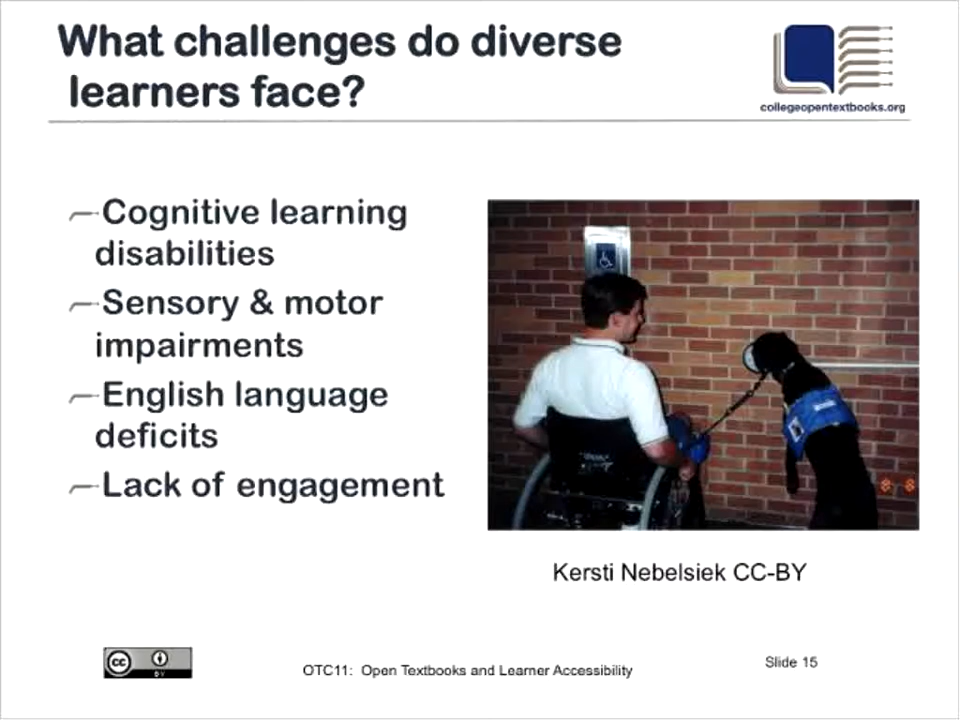 What challenges do diverse
learners face?
collegeopentextbooks.org
Cognitive learning
disabilities
Sensory & motor
impairments
English language
deficits
Lack of engagement
Kersti Nebelsiek CC-BY
cc
BY
OTC11: Open Textbooks and Learner Accessibility
Slide 15